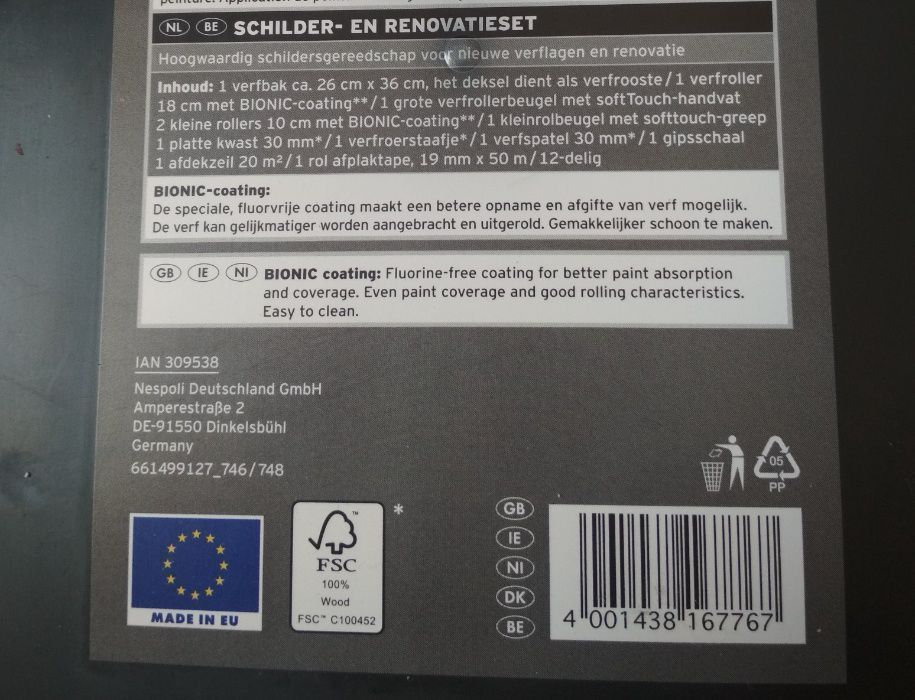 NL BE SCHILDER- EN RENOVATIESET
Hoogwaardig schildersgereedschap voor nieuwe verflagen en renovatie
Inhoud: 1 verfbak ca. 26 cm x 36 cm, het deksel dient als verfrooste/1 verfroller
18 cm met BIONIC-coating**/1 grote verfrollerbeugel met softTouch-handvat
2 kleine rollers 10 cm met BIONIC-coating**/1 kleinrolbeugel met softtouch-greep
1 platte kwast 30 mm*/1 verfroerstaafje*/1 verfspatel 30 mm*/1 gipsschaal
1 afdekzeil 20 m²/1 rol afplaktape, 19 mm x 50 m/12-delig
BIONIC-coating:
De speciale, fluorvrije coating maakt een betere opname en afgifte van verf mogelijk.
De verf kan gelijkmatiger worden aangebracht en uitgerold. Gemakkelijker schoon te maken.
GB IE NI BIONIC coating: Fluorine-free coating for better paint absorption
and coverage. Even paint coverage and good rolling characteristics.
Easy to clean.
IAN 309538
Nespoli Deutschland GmbH
Amperestraße 2
DE-91550 Dinkelsbühl
Germany
661499127_746/748
05
PP
MADE IN EU
™
FSC
100%
Wood
FSC™ C100452
*
GB
IE
NI
DK
BE
4 001438 167767